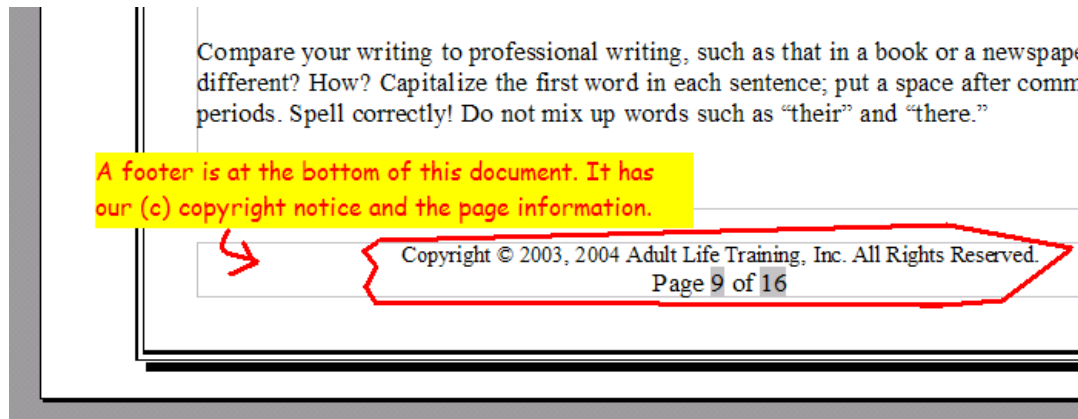 Compare your writing to professional writing, such as that in a book or a newspape
different? How? Capitalize the first word in each sentence; put a space after comm
periods. Spell correctly! Do not mix up words such as “their” and “there.”
A footer is at the bottom of this document. It has
our (c) copyright notice and the page information.
Copyright © 2003, 2004 Adult Life Training, Inc. All Rights Reserved.
Page 9 of 16